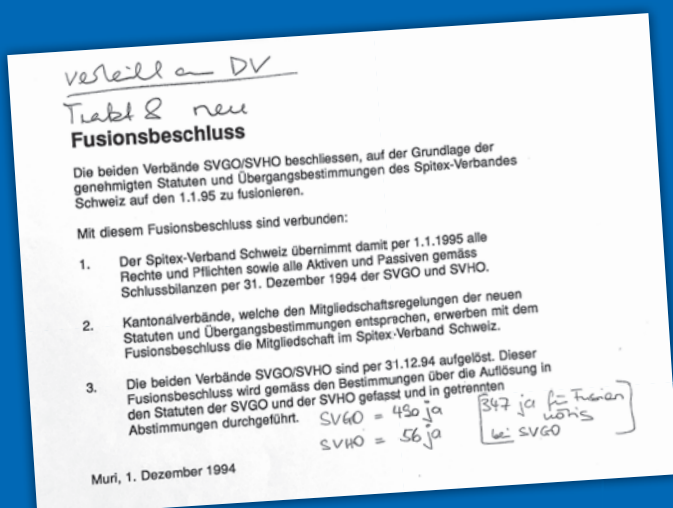 verteilt an DV
Trakt 8 neu
Fusionsbeschluss
Die beiden Verbände SVGO/SVHO beschliessen, auf der Grundlage der
genehmigten Statuten und Übergangsbestimmungen des Spitex-Verbandes
Schweiz auf den 1.1.95 zu fusionieren.
Mit diesem Fusionsbeschluss sind verbunden:
1. Der Spitex-Verband Schweiz übernimmt damit per 1.1.1995 alle
Rechte und Pflichten sowie alle Aktiven und Passiven gemäss
Schlussbilanzen per 31. Dezember 1994 der SVGO und SVHO.
2. Kantonalverbände, welche den Mitgliedschaftsregelungen der neuen
Statuten und Übergangsbestimmungen entsprechen, erwerben mit dem
Fusionsbeschluss die Mitgliedschaft im Spitex-Verband Schweiz.
3. Die beiden Verbände SVGO/SVHO sind per 31.12.94 aufgelöst. Dieser
Fusionsbeschluss wird gemäss den Bestimmungen über die Auflösung in
den Statuten der SVGO und der SVHO gefasst und in getrennten
Abstimmungen durchgeführt.
SVGO = 430 ja
SVHO = 56 ja
[347 ja für Fusion
nötig
bei SVGO]
Muri, 1. Dezember 1994